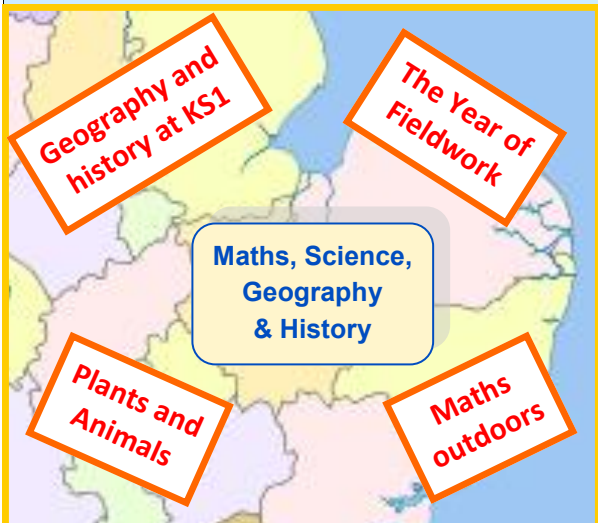 Geography and
history at KS1
The Year of
Fieldwork
Maths, Science,
Geography
& History
Plants and
Animals
Maths
outdoors